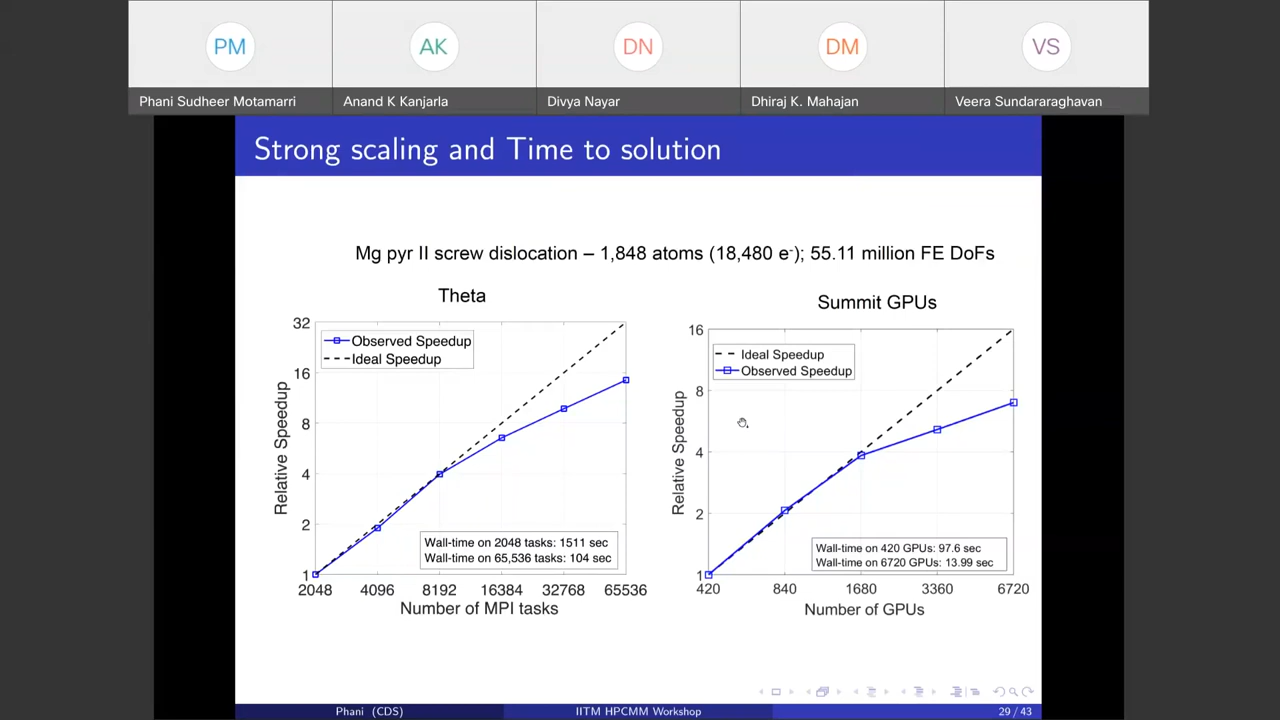 PM
AK
DN
DM
VS
Phani Sudheer Motamarri
Anand K Kanjarla
Divya Nayar
Dhiraj K. Mahajan
Veera Sundararaghavan
Strong scaling and Time to solution
Mg pyr II screw dislocation – 1,848 atoms (18,480 e-); 55.11 million FE DoFs
Theta
32
16
8
4
2
1
Relative Speedup
Observed Speedup
Ideal Speedup
Wall-time on 2048 tasks: 1511 sec
Wall-time on 65,536 tasks: 104 sec
2048 4096 8192 16384 32768 65536
Number of MPI tasks
Summit GPUs
16
8
4
2
1
Relative Speedup
Ideal Speedup
Observed Speedup
Wall-time on 420 GPUs: 97.6 sec
Wall-time on 6720 GPUs: 13.99 sec
420 840 1680 3360 6720
Number of GPUs
Phani (CDS)
IITM HPCMM Workshop
29 / 43